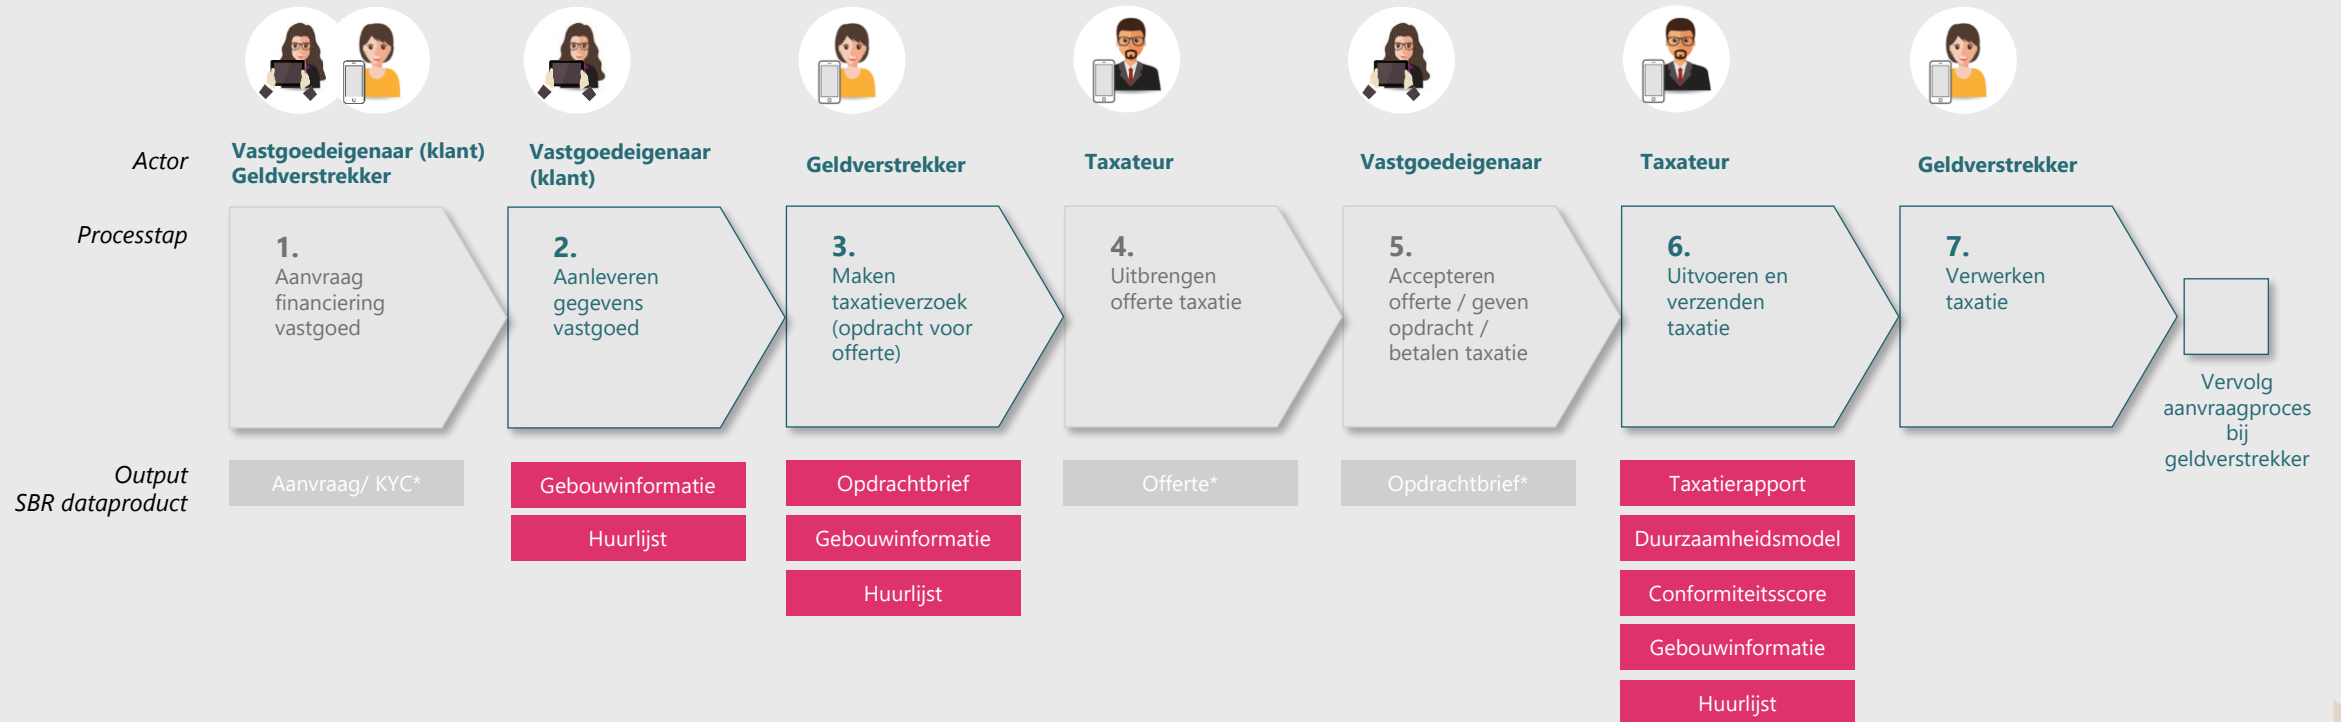 Actor
Vastgoedeigenaar (klant)
Geldverstrekker
Vastgoedeigenaar
(klant)
Geldverstrekker
Taxateur
Vastgoedeigenaar
Taxateur
Geldverstrekker
Processtap
1.
Aanvraag
financiering
vastgoed
2.
Aanleveren
gegevens
vastgoed
3.
Maken
taxatieverzoek
(opdracht voor
offerte)
4.
Uitbrengen
offerte taxatie
5.
Accepteren
offerte / geven
opdracht /
betalen taxatie
6.
Uitvoeren en
verzenden
taxatie
7.
Verwerken
taxatie
Vervolg
aanvraagproces
bij
geldverstrekker
Output
SBR dataproduct
Aanvraag/ KYC*
Gebouwinformatie
Huurlijst
Opdrachtbrief
Gebouwinformatie
Huurlijst
Offerte*
Opdrachtbrief*
Taxatierapport
Duurzaamheidsmodel
Conformiteitsscore
Gebouwinformatie
Huurlijst